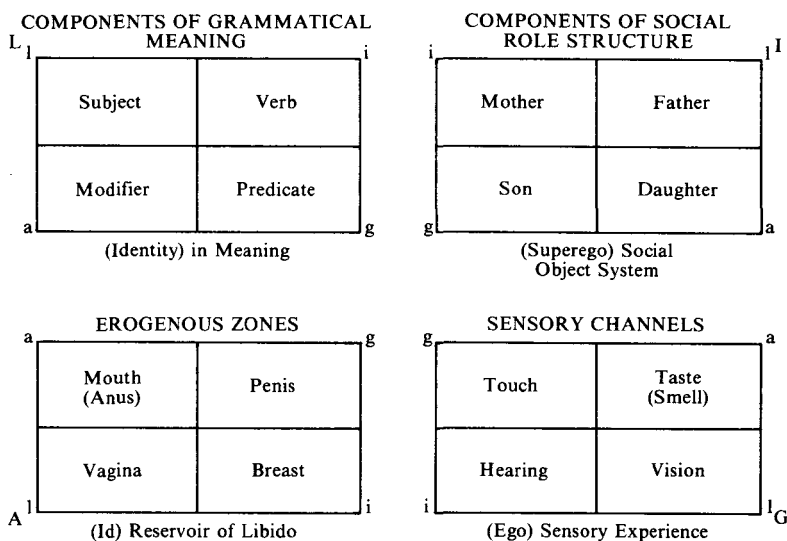 COMPONENTS OF GRAMMATICAL
MEANING
L
l i
Subject Verb
Modifier Predicate
a g
(Identity) in Meaning
COMPONENTS OF SOCIAL
ROLE STRUCTURE
i l I
Mother Father
Son Daughter
g a
(Superego) Social
Object System
EROGENOUS ZONES
a g
Mouth
(Anus)
Penis
Vagina Breast
A l i
(Id) Reservoir of Libido
SENSORY CHANNELS
g a
Touch
Taste
(Smell)
Hearing Vision
i l G
(Ego) Sensory Experience